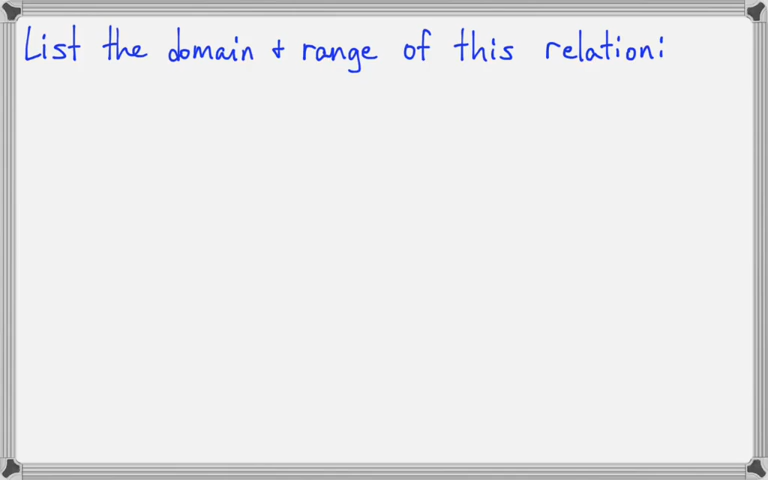 List the domain + range of this relation: